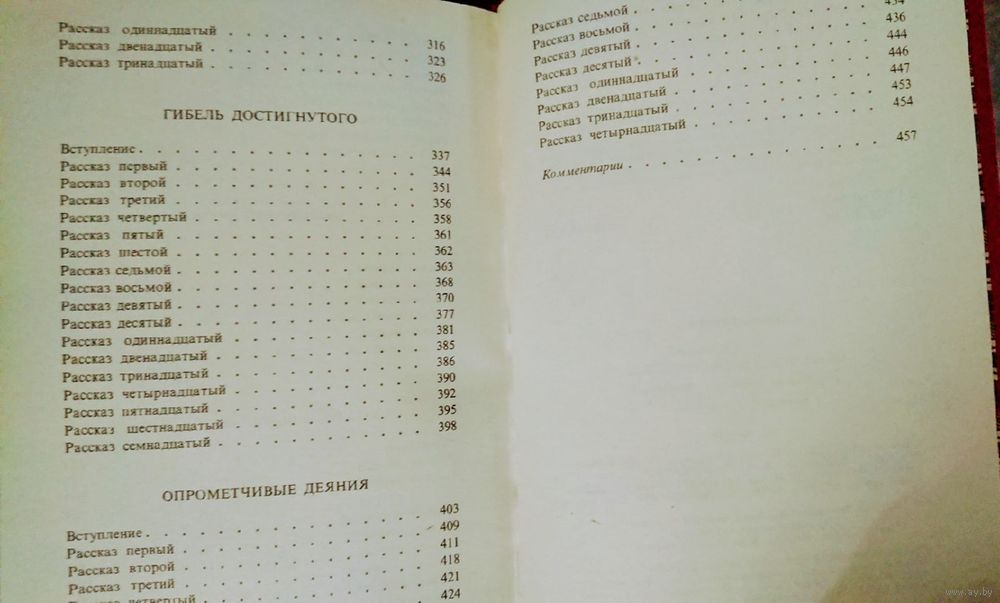 Рассказ одиннадцатый . . . . . . . . 316
Рассказ двенадцатый . . . . . . . . 323
Рассказ тринадцатый . . . . . . . . 326
ГИБЕЛЬ ДОСТИГНУТОГО
Вступление . . . . . . . . 337
Рассказ первый . . . . . . . . 344
Рассказ второй . . . . . . . . 351
Рассказ третий . . . . . . . . 356
Рассказ четвертый . . . . . . . . 358
Рассказ пятый . . . . . . . . 361
Рассказ шестой . . . . . . . . 362
Рассказ седьмой . . . . . . . . 363
Рассказ восьмой . . . . . . . . 368
Рассказ девятый . . . . . . . . 370
Рассказ десятый . . . . . . . . 377
Рассказ одиннадцатый . . . . . . . . 381
Рассказ двенадцатый . . . . . . . . 385
Рассказ тринадцатый . . . . . . . . 386
Рассказ четырнадцатый . . . . . . . . 390
Рассказ пятнадцатый . . . . . . . . 392
Рассказ шестнадцатый . . . . . . . . 395
Рассказ семнадцатый . . . . . . . . 398
ОПРОМЕТЧИВЫЕ ДЕЯНИЯ
Вступление . . . . . . . . 403
Рассказ первый . . . . . . . . 409
Рассказ второй . . . . . . . . 411
Рассказ третий . . . . . . . . 418
Рассказ четвертый . . . . . . . . 421
424
Рассказ седьмой . . . . . . . .
Рассказ восьмой . . . . . . . . 434
Рассказ девятый . . . . . . . . 436
Рассказ десятый . . . . . . . . 444
Рассказ одиннадцатый . . . . . . . . 446
Рассказ двенадцатый . . . . . . . . 447
Рассказ тринадцатый . . . . . . . . 453
Рассказ четырнадцатый . . . . . . . . 454
Комментарии . . . . . . . . 457
www.ay.by